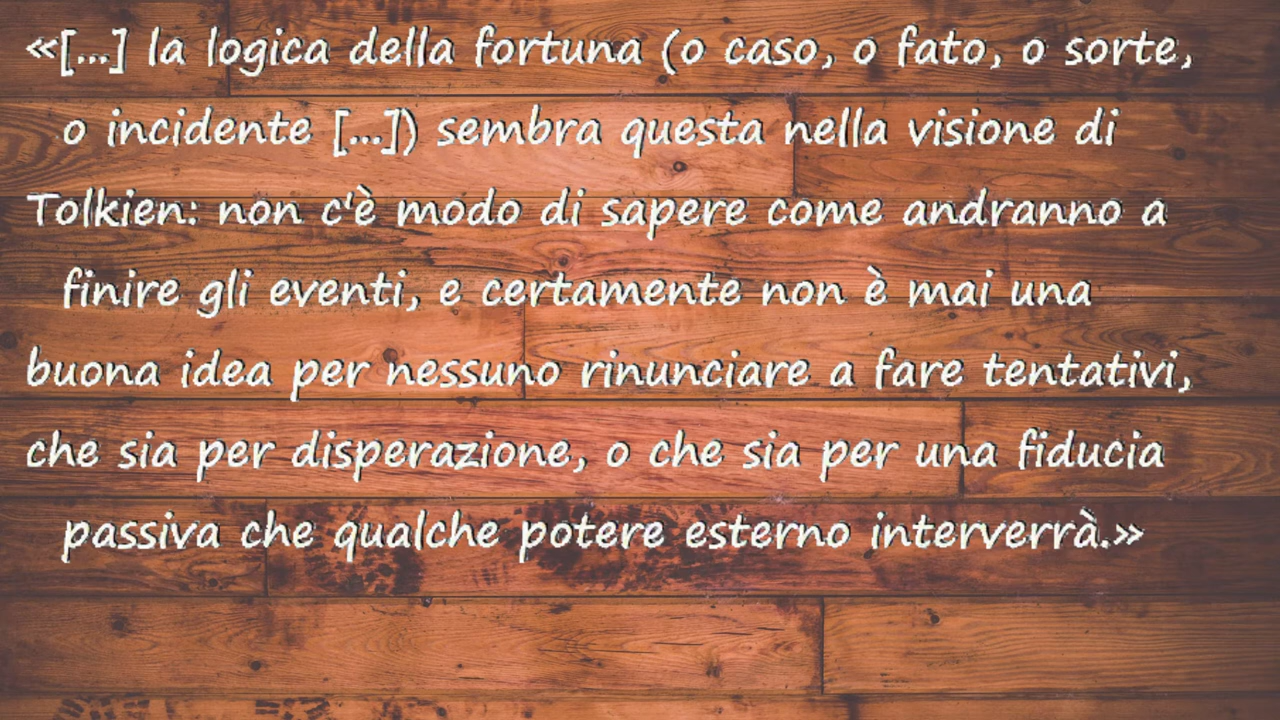 «[...] la logica della fortuna (o caso, o fato, o sorte,
o incidente [...]) sembra questa nella visione di
Tolkien: non c'è modo di sapere come andranno a
finire gli eventi, e certamente non è mai una
buona idea per nessuno rinunciare a fare tentativi,
che sia per disperazione, o che sia per una fiducia
passiva che qualche potere esterno interverrà.»